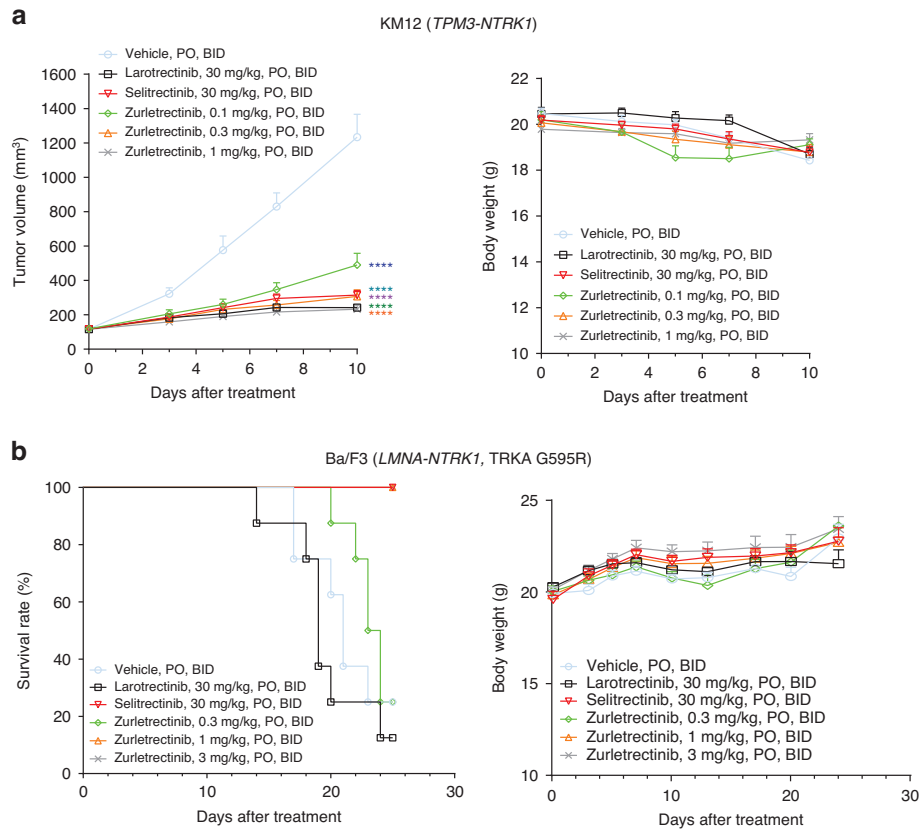 a
KM12 (TPM3-NTRK1)
Vehicle, PO, BID
Larotrectinib, 30 mg/kg, PO, BID
Selitrectinib, 30 mg/kg, PO, BID
Zurletrectinib, 0.1 mg/kg, PO, BID
Zurletrectinib, 0.3 mg/kg, PO, BID
Zurletrectinib, 1 mg/kg, PO, BID
Tumor volume (mm3)
1600
1400
1200
1000
800
600
400
200
0
****
****
****
****
****
0 2 4 6 8 10
Days after treatment
Body weight (g)
22
20
18
16
14
12
10
Vehicle, PO, BID
Larotrectinib, 30 mg/kg, PO, BID
Selitrectinib, 30 mg/kg, PO, BID
Zurletrectinib, 0.1 mg/kg, PO, BID
Zurletrectinib, 0.3 mg/kg, PO, BID
Zurletrectinib, 1 mg/kg, PO, BID
0 2 4 6 8 10
Days after treatment
b
Ba/F3 (LMNA-NTRK1, TRKA G595R)
Survival rate (%)
100
80
60
40
20
0
Vehicle, PO, BID
Larotrectinib, 30 mg/kg, PO, BID
Selitrectinib, 30 mg/kg, PO, BID
Zurletrectinib, 0.3 mg/kg, PO, BID
Zurletrectinib, 1 mg/kg, PO, BID
Zurletrectinib, 3 mg/kg, PO, BID
0 10 20 30
Days after treatment
Body weight (g)
25
20
15
10
Vehicle, PO, BID
Larotrectinib, 30 mg/kg, PO, BID
Selitrectinib, 30 mg/kg, PO, BID
Zurletrectinib, 0.3 mg/kg, PO, BID
Zurletrectinib, 1 mg/kg, PO, BID
Zurletrectinib, 3 mg/kg, PO, BID
0 10 20 30
Days after treatment